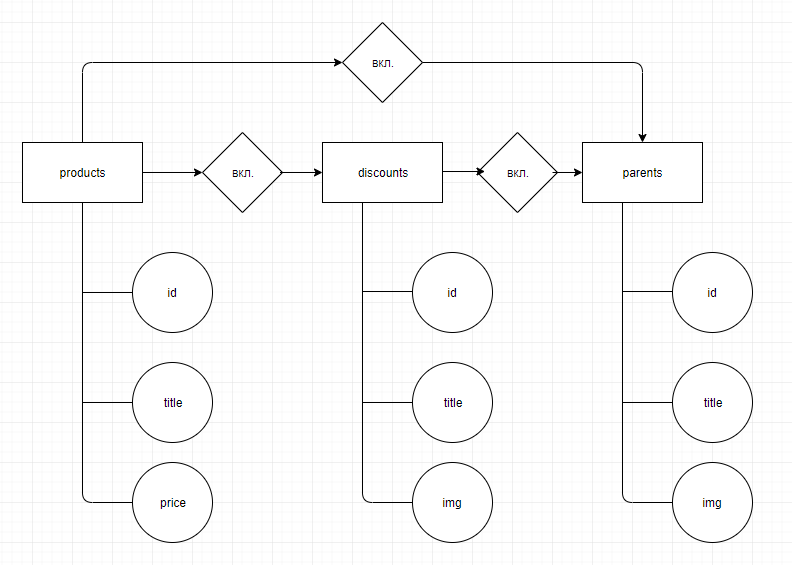 вкл.
products
вкл.
discounts
вкл.
parents
id
id
id
title
title
title
price
img
img